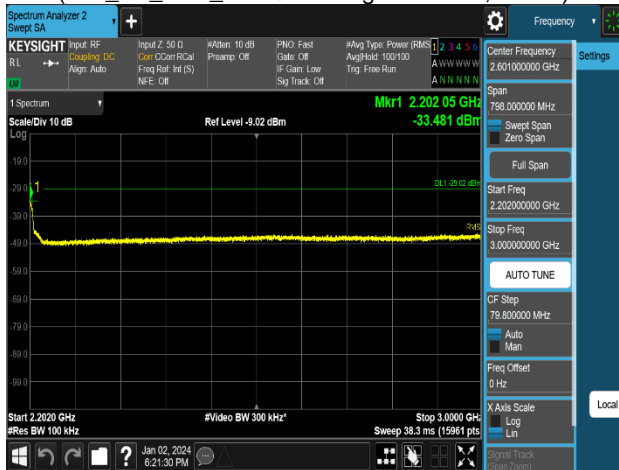 Spectrum Analyzer 2
Swept SA
+
Frequency
KEYSIGHT
RL
Input: RF
Coupling: DC
Align: Auto
Input Z: 50 Ω
Corr CCorr RCal
Freq Ref: Int (S)
NFE: Off
#Atten: 10 dB
Preamp: Off
PNO: Fast
Gate: Off
IF Gain: Low
Sig Track: Off
#Avg Type: Power (RMS
Avg|Hold: 100/100
Trig: Free Run
1 2 3 4 5 6
A W W W W W
A N N N N N
1 Spectrum
Scale/Div 10 dB
Log
Ref Level -9.02 dBm
Mkr1 2.202 05 GHz
-33.481 dBm
-19.0
-29.0
-39.0
-49.0
-59.0
-69.0
-79.0
-89.0
-99.0
1
DL1 -29.02 dBm
RMS
Start 2.2020 GHz
#Res BW 100 kHz
#Video BW 300 kHz*
Stop 3.0000 GHz
Sweep 38.3 ms (15961 pts
Jan 02, 2024
6:21:30 PM
?
Center Frequency
2.601000000 GHz
Settings
Span
798.000000 MHz
Swept Span
Zero Span
Full Span
Start Freq
2.202000000 GHz
Stop Freq
3.000000000 GHz
AUTO TUNE
CF Step
79.800000 MHz
Auto
Man
Freq Offset
0 Hz
X Axis Scale
Log
Lin
Local
Signal Track
(Span Zoom)